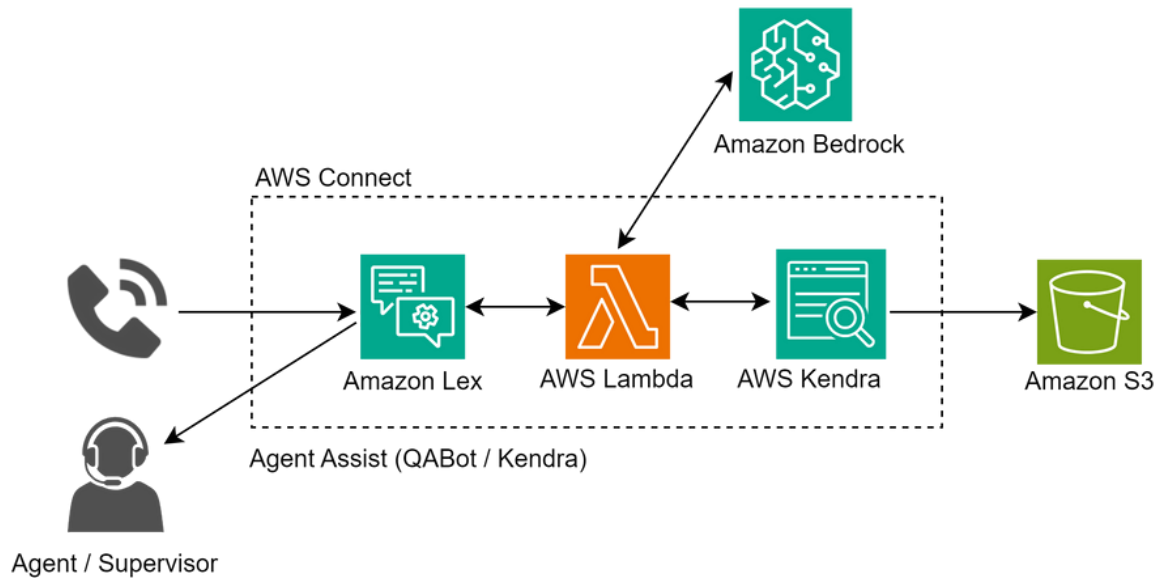 Amazon Bedrock
AWS Connect
Amazon Lex
AWS Lambda
AWS Kendra
Amazon S3
Agent Assist (QABot / Kendra)
Agent / Supervisor